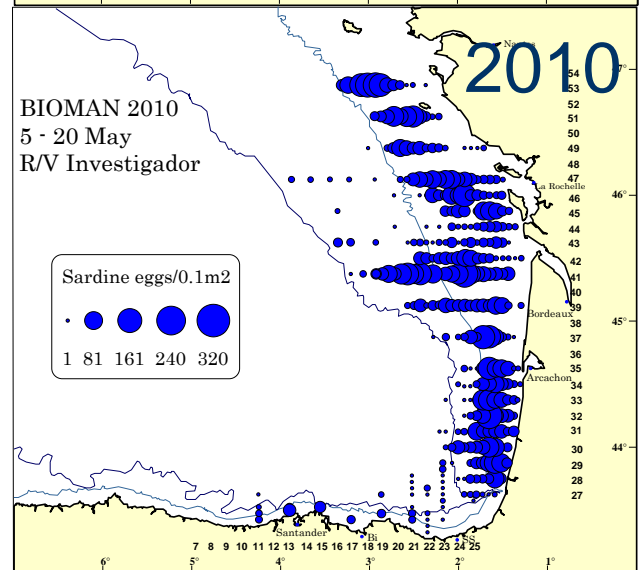 2010
Nantes
47°
BIOMAN 2010
5 - 20 May
R/V Investigador
54
53
52
51
50
49
48
47
La Rochelle
46
46°
45
44
43
42
41
40
39
Bordeaux
38
45°
37
36
35
Arcachon
34
33
32
31
30
44°
29
28
27
Sardine eggs/0.1m2
1 81 161 240 320
Santander
Bi
SS
7 8 9 10 11 12 13 14 15 16 17 18 19 20 21 22 23 24 25
6° 5° 4° 3° 2° 1°